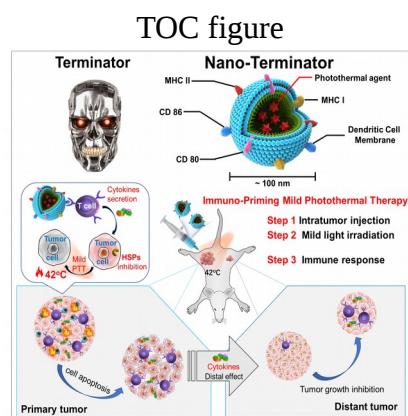 TOC figure
Terminator
Nano-Terminator
MHC II
Photothermal agent
MHC I
CD 86
Dendritic Cell
Membrane
CD 80
~ 100 nm
Cytokines
secretion
T cell
Tumor
cell
Tumor
cell
HSPs
inhibition
Mild
PTT
42°C
Immuno-Priming Mild Photothermal Therapy
Step 1 Intratumor injection
Step 2 Mild light irradiation
Step 3 Immune response
42°C
cell apoptosis
Cytokines
Distal effect
Tumor growth inhibition
Primary tumor
Distant tumor